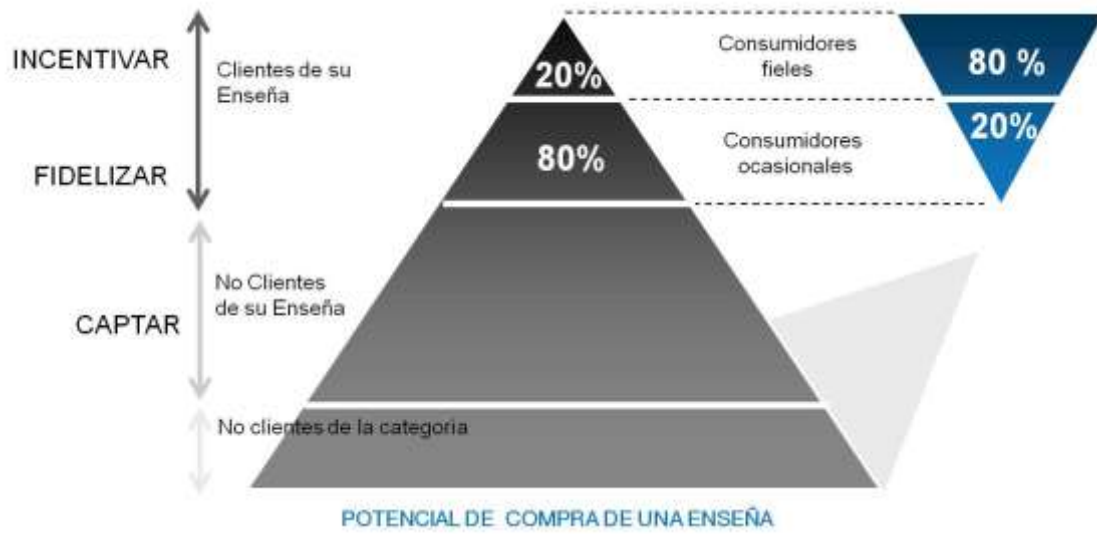 INCENTIVAR
Clientes de su
Enseña
20%
Consumidores
fieles
80 %
FIDELIZAR
80%
Consumidores
ocasionales
20%
CAPTAR
No Clientes
de su Enseña
No clientes de la categoria
POTENCIAL DE COMPRA DE UNA ENSEÑA